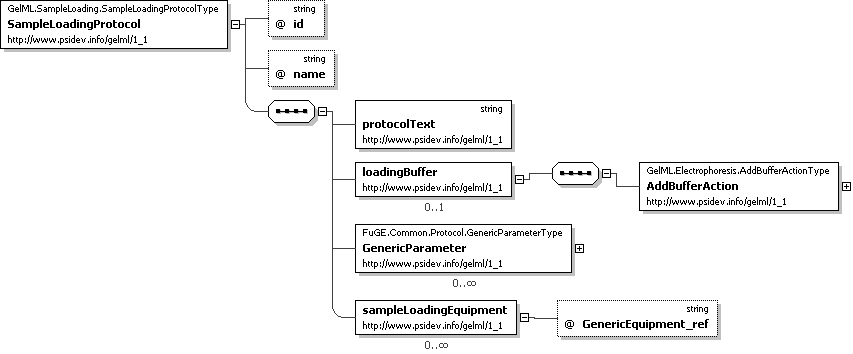 GelML.SampleLoading.SampleLoadingProtocolType
SampleLoadingProtocol
http://www.psidev.info/gelml/1_1
string
@ id
string
@ name
string
protocolText
http://www.psidev.info/gelml/1_1
loadingBuffer
http://www.psidev.info/gelml/1_1
0..1
GelML.Electrophoresis.AddBufferActionType
AddBufferAction
http://www.psidev.info/gelml/1_1
FuGE.Common.Protocol.GenericParameterType
GenericParameter
http://www.psidev.info/gelml/1_1
0..∞
sampleLoadingEquipment
http://www.psidev.info/gelml/1_1
0..∞
string
@ GenericEquipment_ref